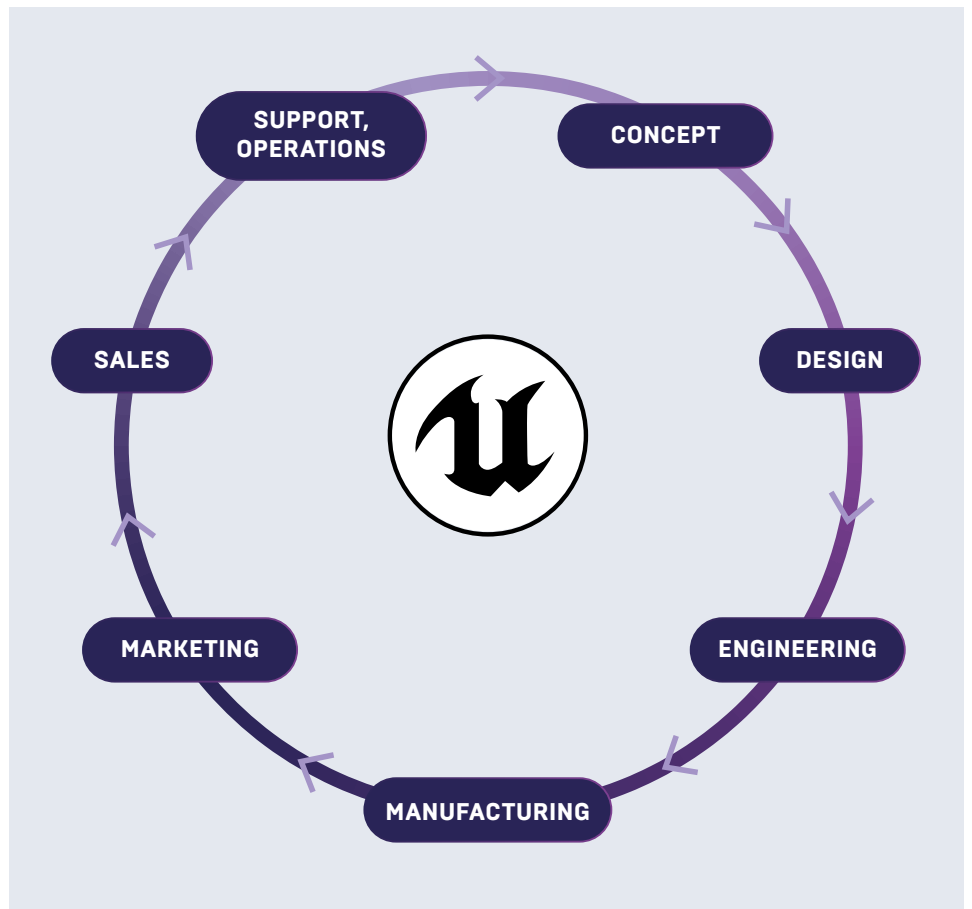 SUPPORT,
OPERATIONS
CONCEPT
DESIGN
ENGINEERING
MANUFACTURING
MARKETING
SALES